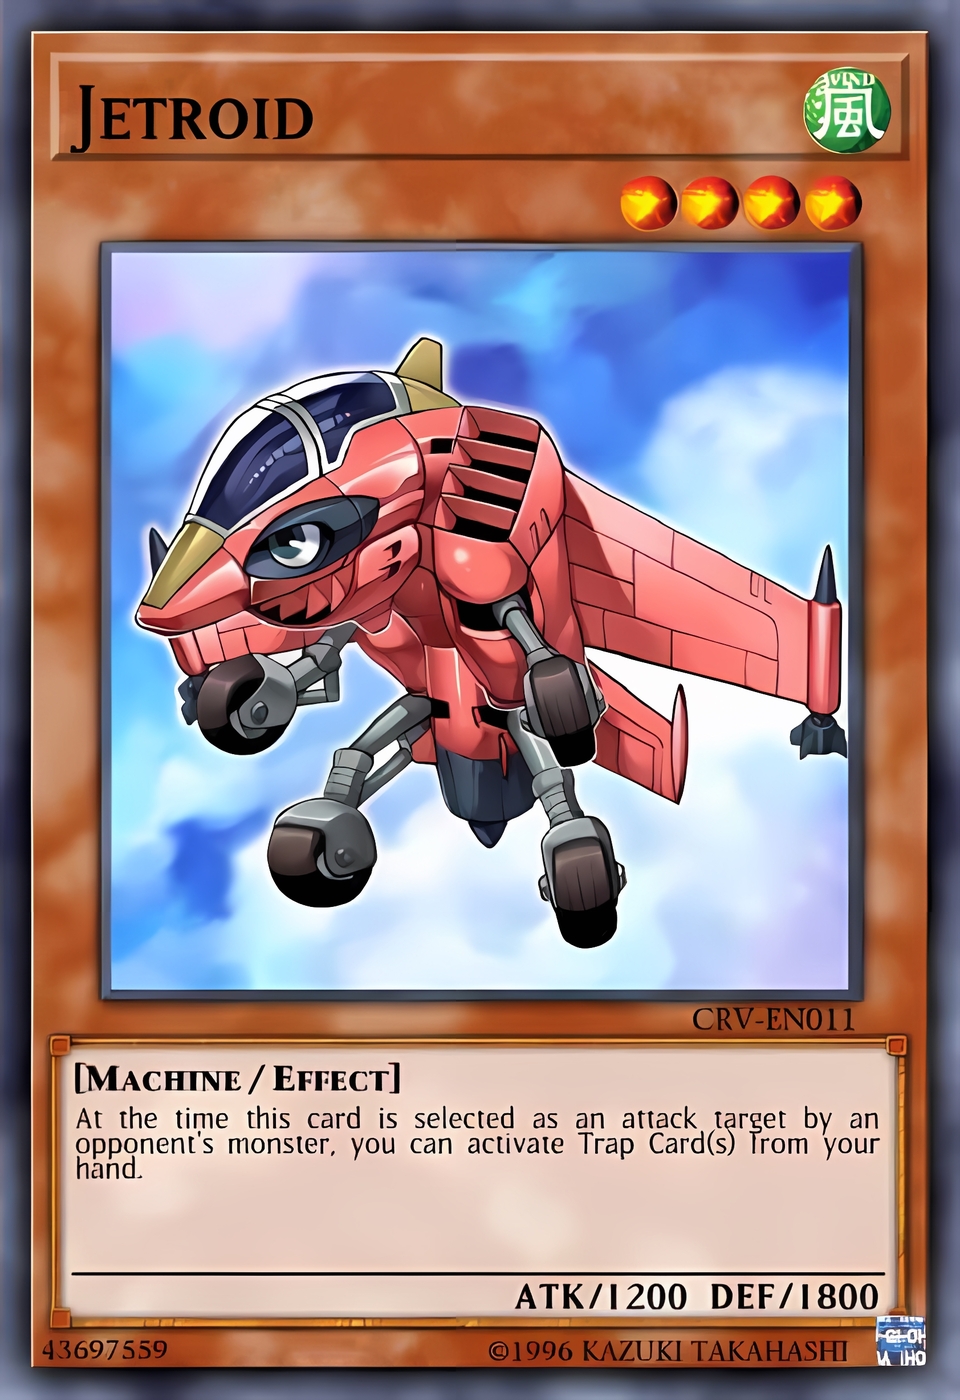 Jetroid
WIND
風
CRV-EN011
[Machine / Effect]
At the time this card is selected as an attack target by an
opponent's monster, you can activate Trap Card(s) from your
hand.
ATK/1200 DEF/1800
43697559
©1996 KAZUKI TAKAHASHI